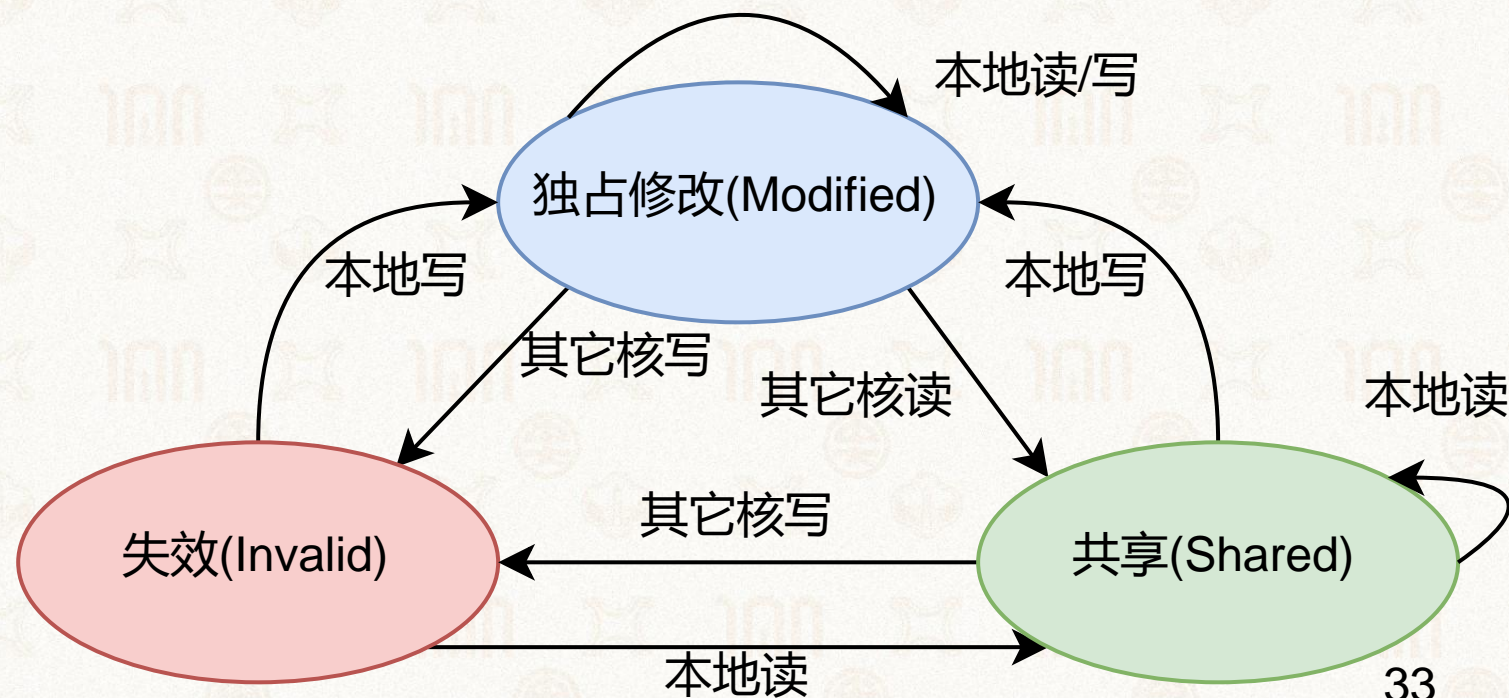 本地读/写
独占修改(Modified)
本地写
本地写
其它核写
其它核读
本地读
其它核写
失效(Invalid)
共享(Shared)
本地读
33